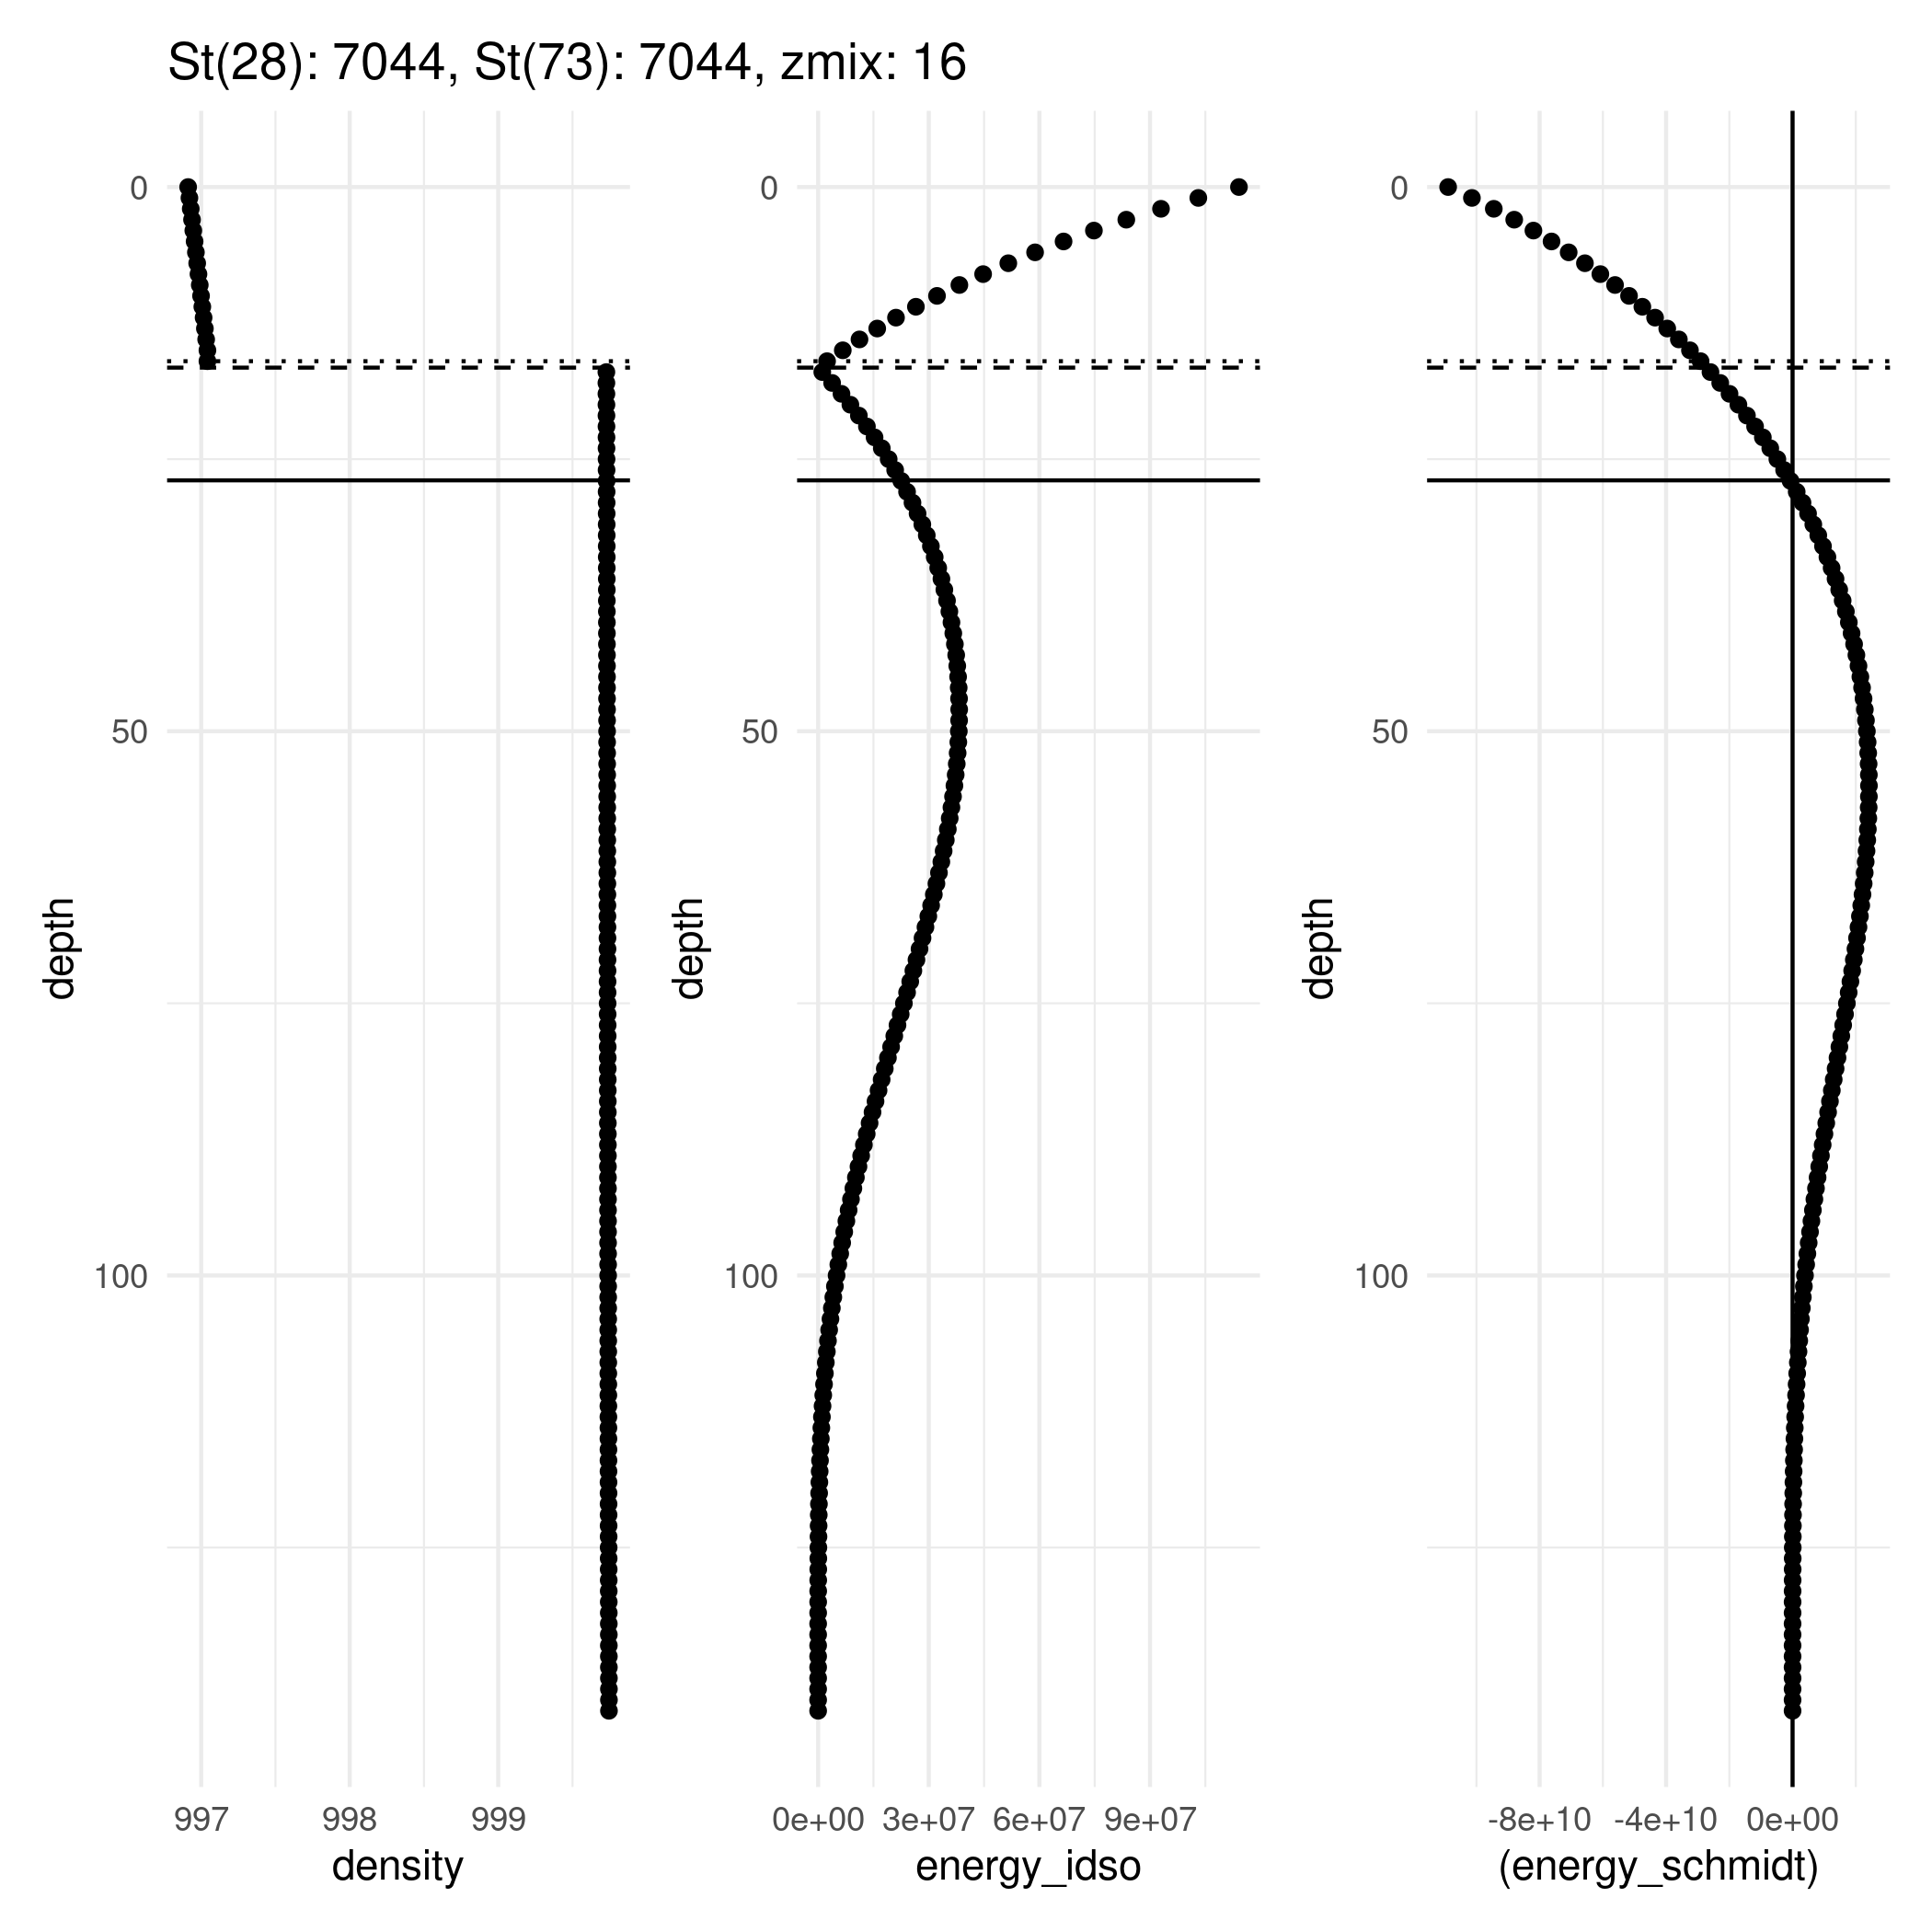 St(28): 7044, St(73): 7044, zmix: 16
0
50
100
depth
997 998 999
density
0
50
100
depth
0e+00 3e+07 6e+07 9e+07
energy_idso
0
50
100
depth
-8e+10 -4e+10 0e+00
(energy_schmidt)